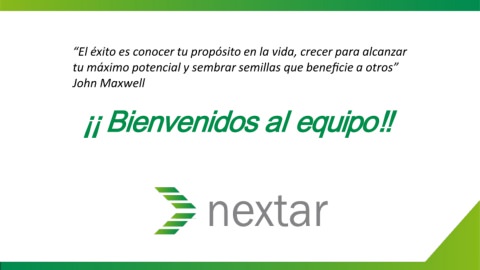 “El éxito es conocer tu propósito en la vida, crecer para alcanzar
tu máximo potencial y sembrar semillas que beneficie a otros”
John Maxwell
¡¡ Bienvenidos al equipo!!
nextar